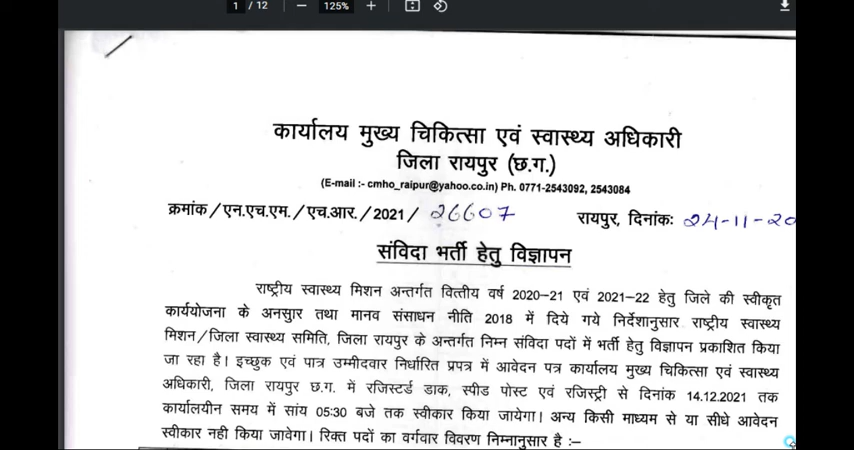 1 / 12 — 125% +
कार्यालय मुख्य चिकित्सा एवं स्वास्थ्य अधिकारी
जिला रायपुर (छ.ग.)
(E-mail :- cmho_raipur@yahoo.co.in) Ph. 0771-2543092, 2543084
क्रमांक/एन.एच.एम./एच.आर./2021/ 26607 रायपुर, दिनांकः 24-11-20
संविदा भर्ती हेतु विज्ञापन
राष्ट्रीय स्वास्थ्य मिशन अन्तर्गत वित्तीय वर्ष 2020-21 एवं 2021-22 हेतु जिले की स्वीकृत
कार्ययोजना के अनसुार तथा मानव संसाधन नीति 2018 में दिये गये निर्देशानुसार राष्ट्रीय स्वास्थ्य
मिशन/जिला स्वास्थ्य समिति, जिला रायपुर के अन्तर्गत निम्न संविदा पदों में भर्ती हेतु विज्ञापन प्रकाशित किया
जा रहा है। इच्छुक एवं पात्र उम्मीदवार निर्धारित प्रपत्र में आवेदन पत्र कार्यालय मुख्य चिकित्सा एवं स्वास्थ्य
अधिकारी, जिला रायपुर छ.ग. में रजिस्टर्ड डाक, स्पीड पोस्ट एवं रजिस्ट्री से दिनांक 14.12.2021 तक
कार्यालयीन समय में सांय 05:30 बजे तक स्वीकार किया जायेगा। अन्य किसी माध्यम से या सीधे आवेदन
स्वीकार नही किया जावेगा। रिक्त पदों का वर्गवार विवरण निम्नानुसार है :-